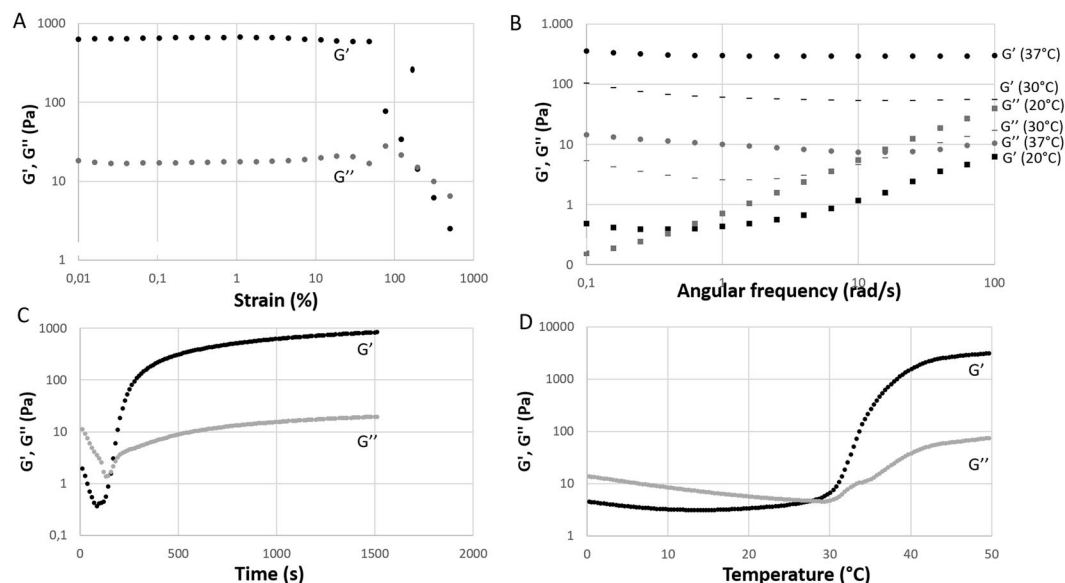 A
1000
100
10
1
G', G'' (Pa)
G'
G''
0,01
0,1
1
10
100
1000
Strain (%)
B
1.000
100
10
1
0
G', G'' (Pa)
G' (37°C)
G' (30°C)
G'' (20°C)
G'' (30°C)
G'' (37°C)
G' (20°C)
0,1
1
10
100
Angular frequency (rad/s)
C
1000
100
10
1
0,1
G', G'' (Pa)
G'
G''
0
500
1000
1500
2000
Time (s)
D
10000
1000
100
10
1
G', G'' (Pa)
G'
G''
0
10
20
30
40
50
Temperature (°C)